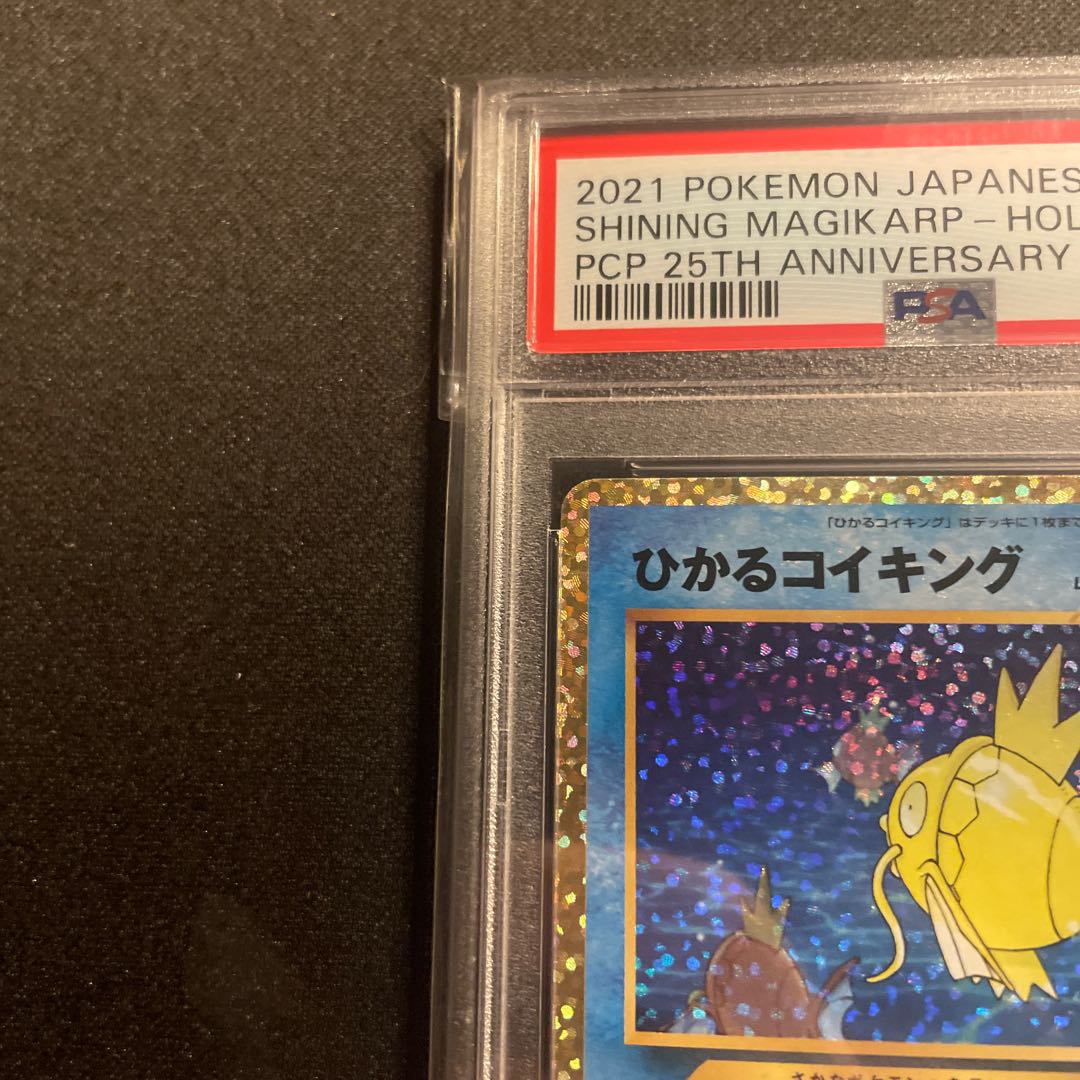 2021 POKEMON JAPANES
SHINING MAGIKARP - HOL
PCP 25TH ANNIVERSARY
PSA
「ひかるコイキング」はデッキに1枚まで
ひかるコイキング